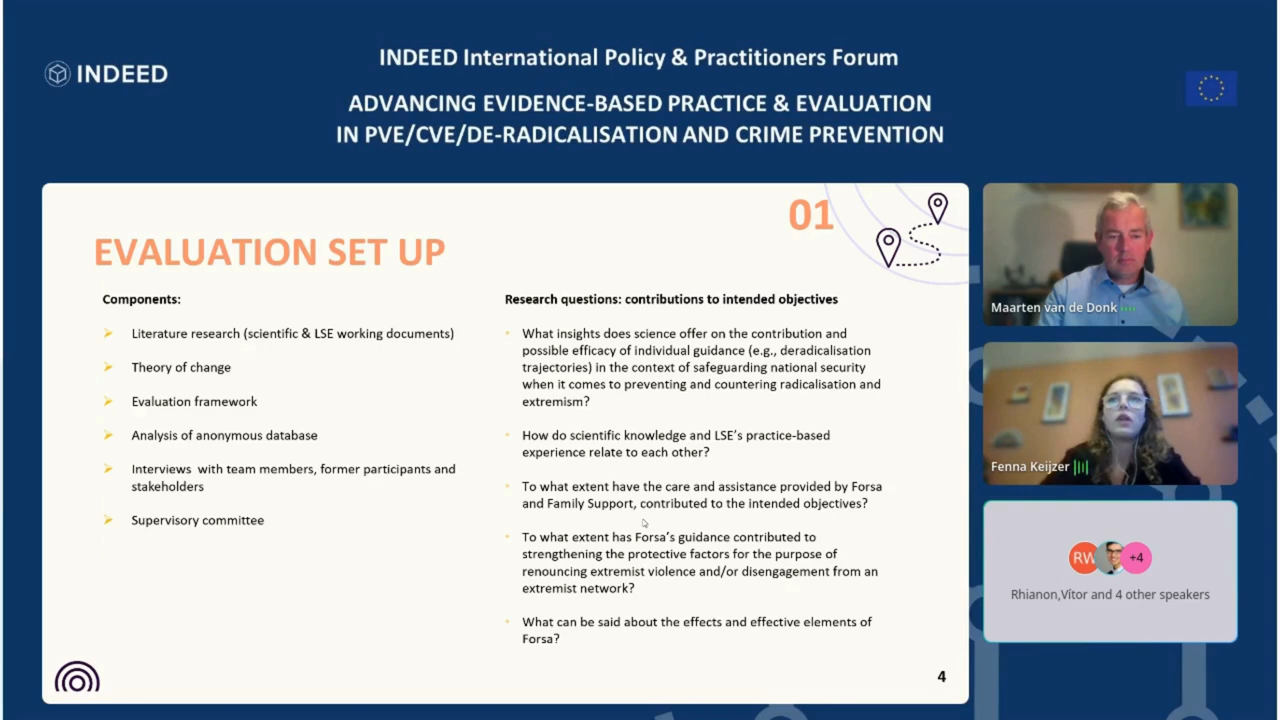 INDEED
INDEED International Policy & Practitioners Forum
ADVANCING EVIDENCE-BASED PRACTICE & EVALUATION
IN PVE/CVE/DE-RADICALISATION AND CRIME PREVENTION
01
EVALUATION SET UP
Components:
Literature research (scientific & LSE working documents)
Theory of change
Evaluation framework
Analysis of anonymous database
Interviews with team members, former participants and
stakeholders
Supervisory committee
Research questions: contributions to intended objectives
What insights does science offer on the contribution and
possible efficacy of individual guidance (e.g., deradicalisation
trajectories) in the context of safeguarding national security
when it comes to preventing and countering radicalisation and
extremism?
How do scientific knowledge and LSE's practice-based
experience relate to each other?
To what extent have the care and assistance provided by Forsa
and Family Support, contributed to the intended objectives?
To what extent has Forsa's guidance contributed to
strengthening the protective factors for the purpose of
renouncing extremist violence and/or disengagement from an
extremist network?
What can be said about the effects and effective elements of
Forsa?
4
Maarten van de Donk
Fenna Keijzer
RW
+4
Rhianon,Vítor and 4 other speakers